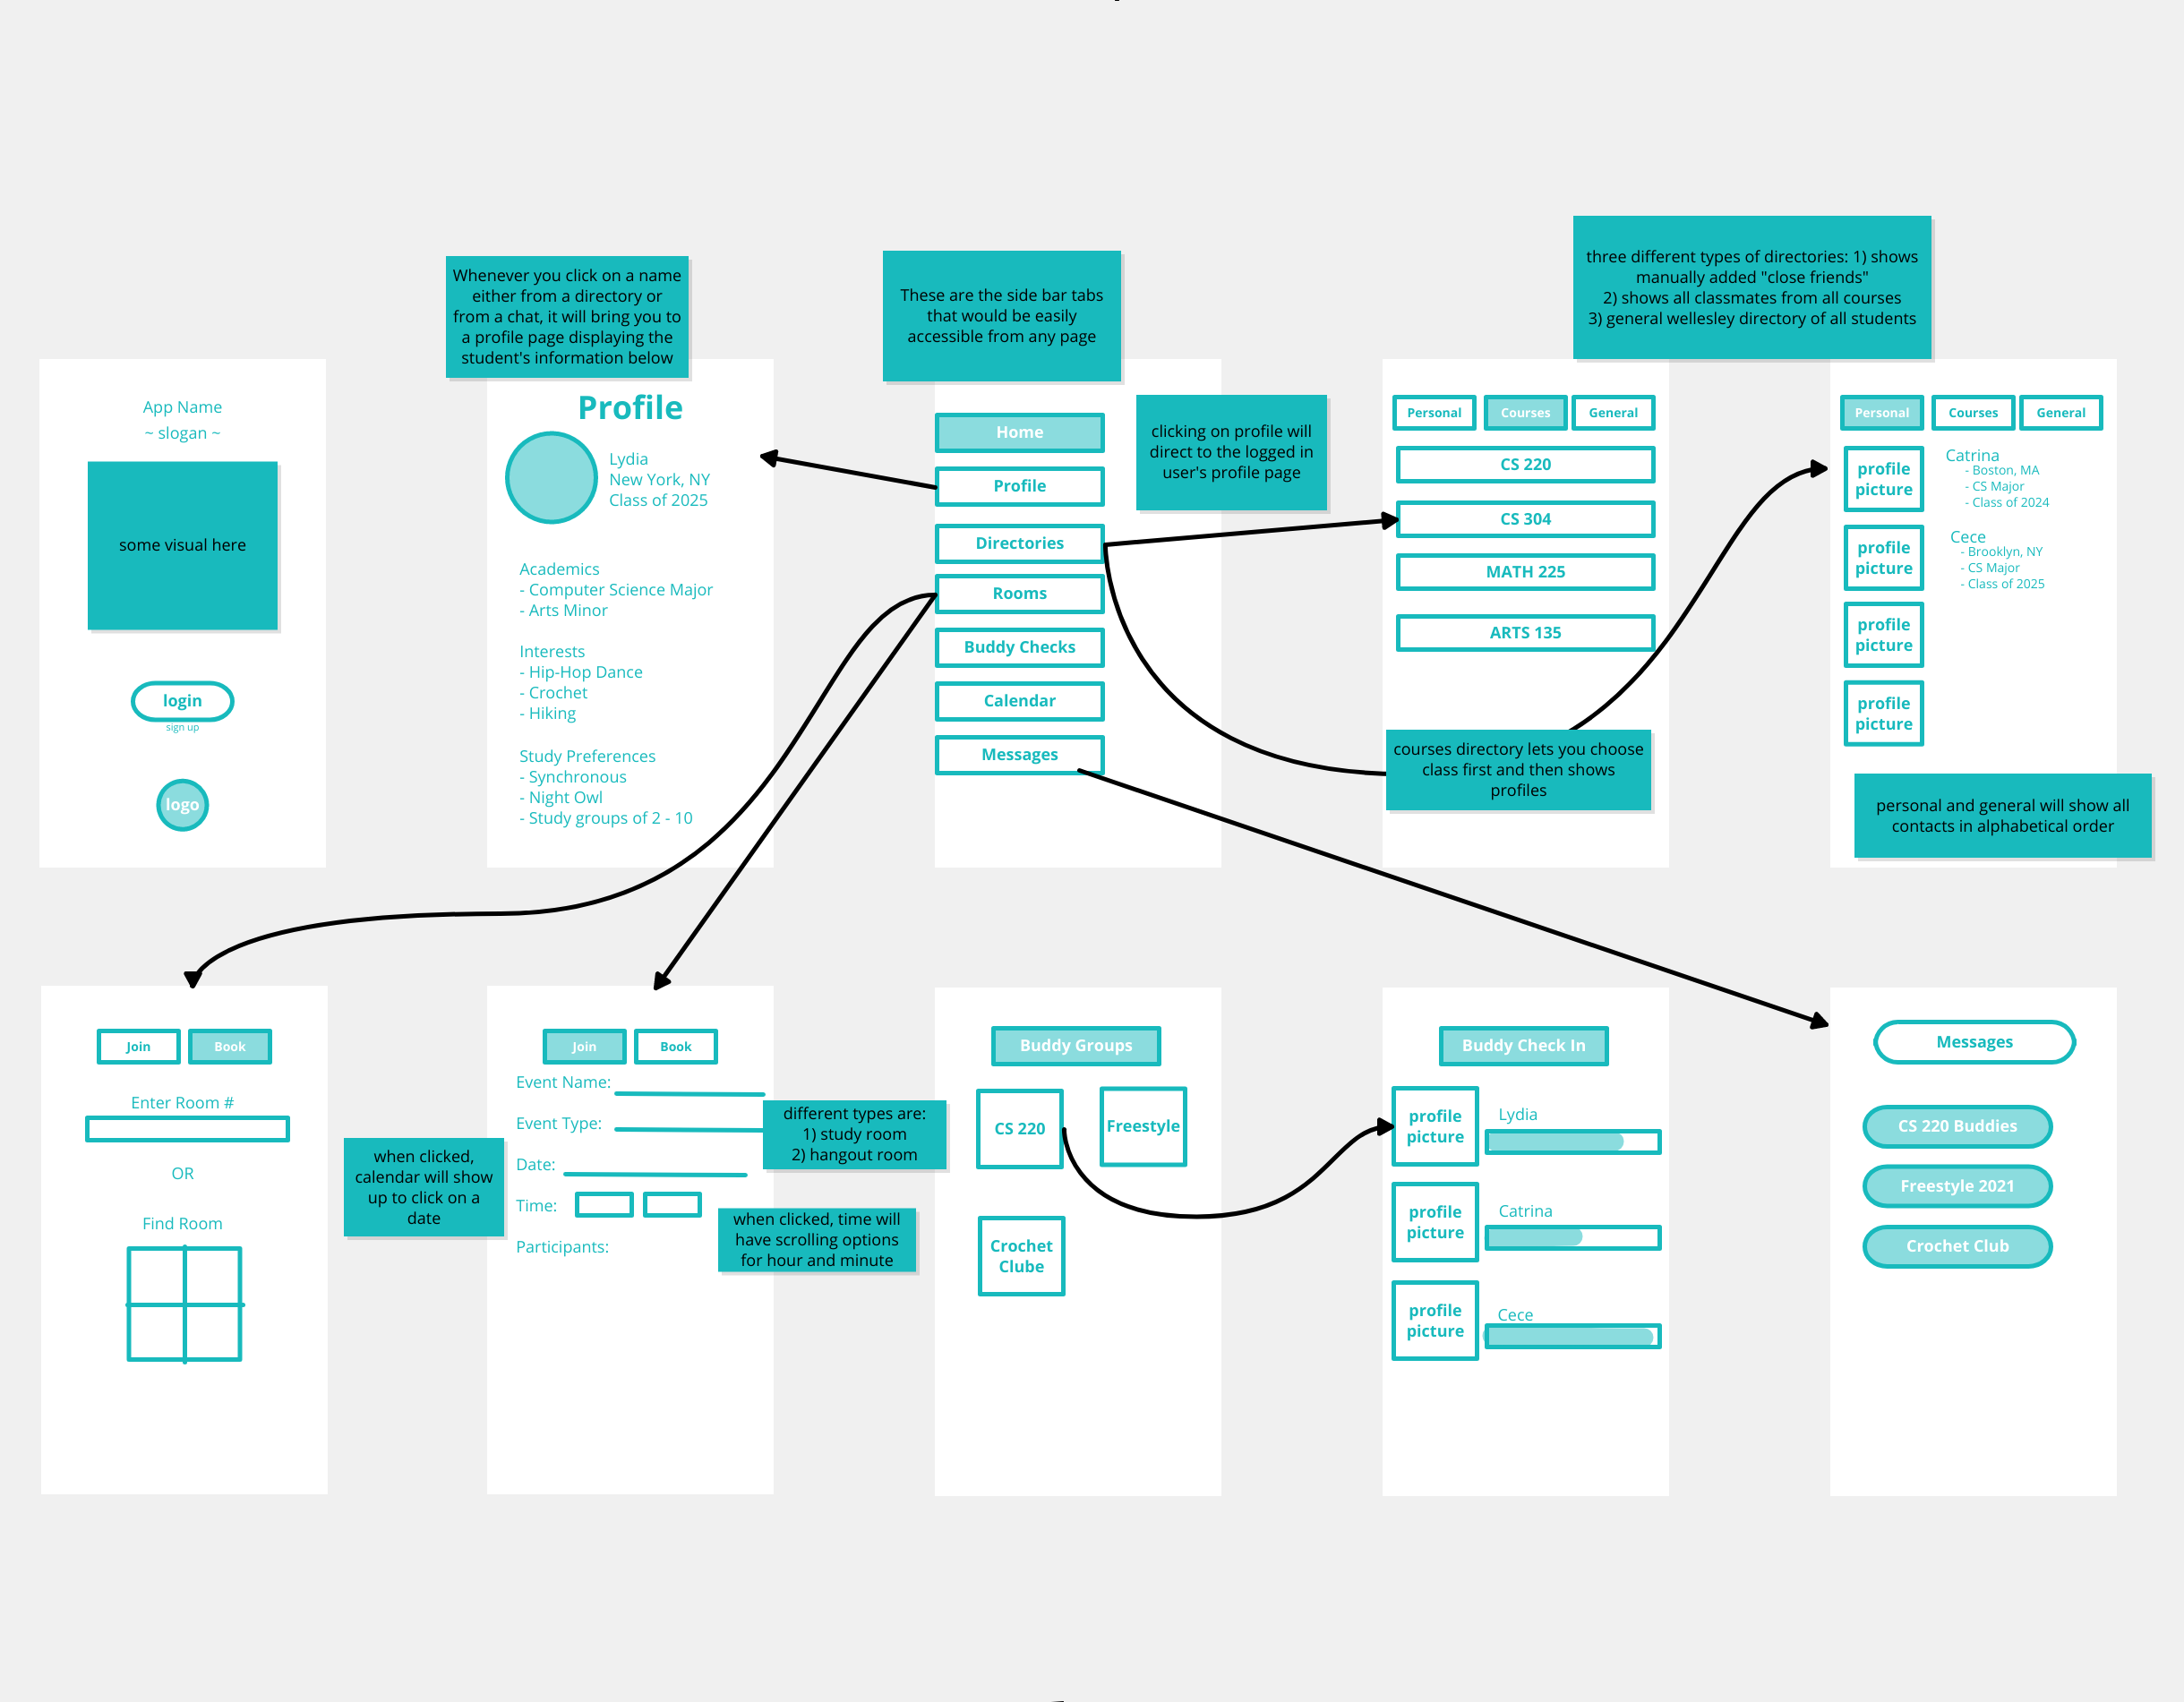 Whenever you click on a name
either from a directory or
from a chat, it will bring you to
a profile page displaying the
student's information below
These are the side bar tabs
that would be easily
accessible from any page
three different types of directories: 1) shows
manually added "close friends"
2) shows all classmates from all courses
3) general wellesley directory of all students
App Name
~ slogan ~
some visual here
login
sign up
logo
Profile
Lydia
New York, NY
Class of 2025
Academics
- Computer Science Major
- Arts Minor
Interests
- Hip-Hop Dance
- Crochet
- Hiking
Study Preferences
- Synchronous
- Night Owl
- Study groups of 2 - 10
Home
Profile
Directories
Rooms
Buddy Checks
Calendar
Messages
clicking on profile will
direct to the logged in
user's profile page
Personal
Courses
General
CS 220
CS 304
MATH 225
ARTS 135
courses directory lets you choose
class first and then shows
profiles
Personal
Courses
General
profile
picture
Catrina
- Boston, MA
- CS Major
- Class of 2024
profile
picture
Cece
- Brooklyn, NY
- CS Major
- Class of 2025
profile
picture
profile
picture
personal and general will show all
contacts in alphabetical order
Join
Book
Enter Room #
OR
Find Room
when clicked,
calendar will show
up to click on a
date
Join
Book
Event Name:
Event Type:
Date:
Time:
Participants:
different types are:
1) study room
2) hangout room
when clicked, time will
have scrolling options
for hour and minute
Buddy Groups
CS 220
Freestyle
Crochet
Clube
Buddy Check In
profile
picture
Lydia
profile
picture
Catrina
profile
picture
Cece
Messages
CS 220 Buddies
Freestyle 2021
Crochet Club